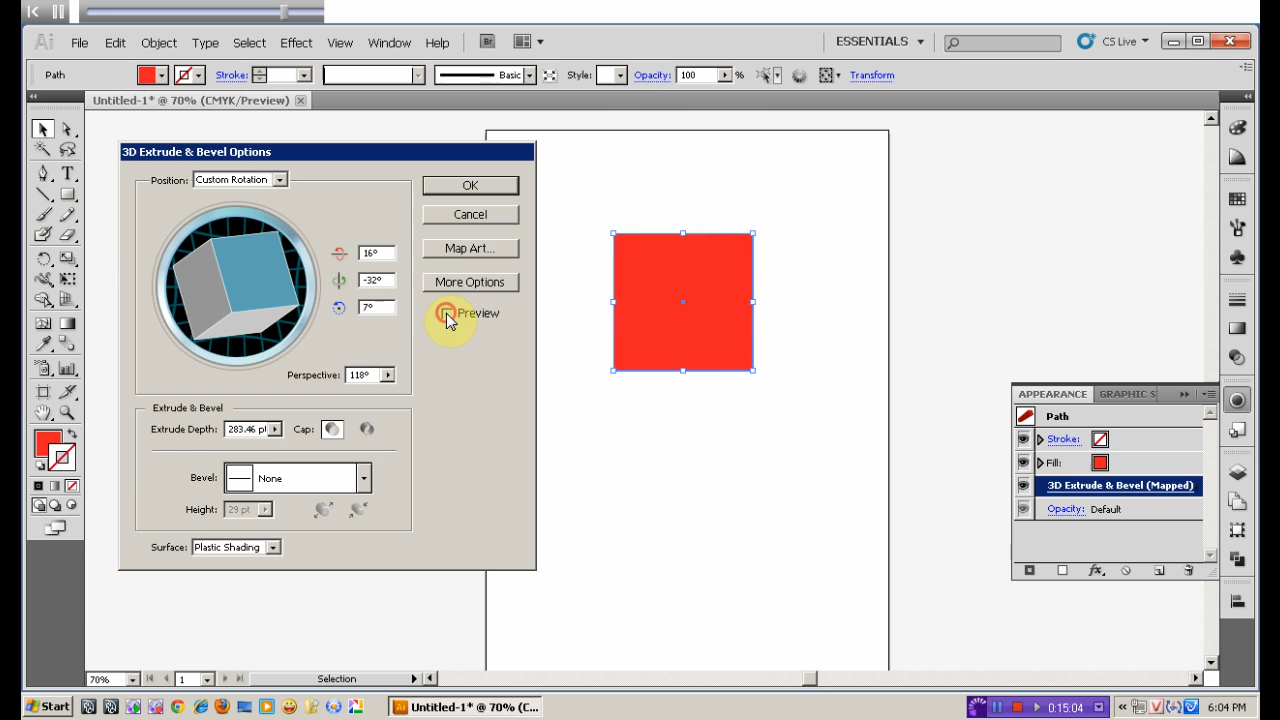 Ai File Edit Object Type Select Effect View Window Help Br ESSENTIALS CS Live
Path Stroke: Basic Style: Opacity: 100 % Transform
Untitled-1* @ 70% (CMYK/Preview)
3D Extrude & Bevel Options
Position: Custom Rotation
OK
Cancel
16°
Map Art...
-32°
More Options
7°
Preview
Perspective: 118°
Extrude & Bevel
Extrude Depth: 283.46 pt Cap:
Bevel: None
Height: 29 pt
Surface: Plastic Shading
APPEARANCE GRAPHIC S
Path
Stroke:
Fill:
3D Extrude & Bevel (Mapped)
Opacity: Default
fx
70% 1 Selection
Start Untitled-1* @ 70% (C... 0:15:04 6:04 PM